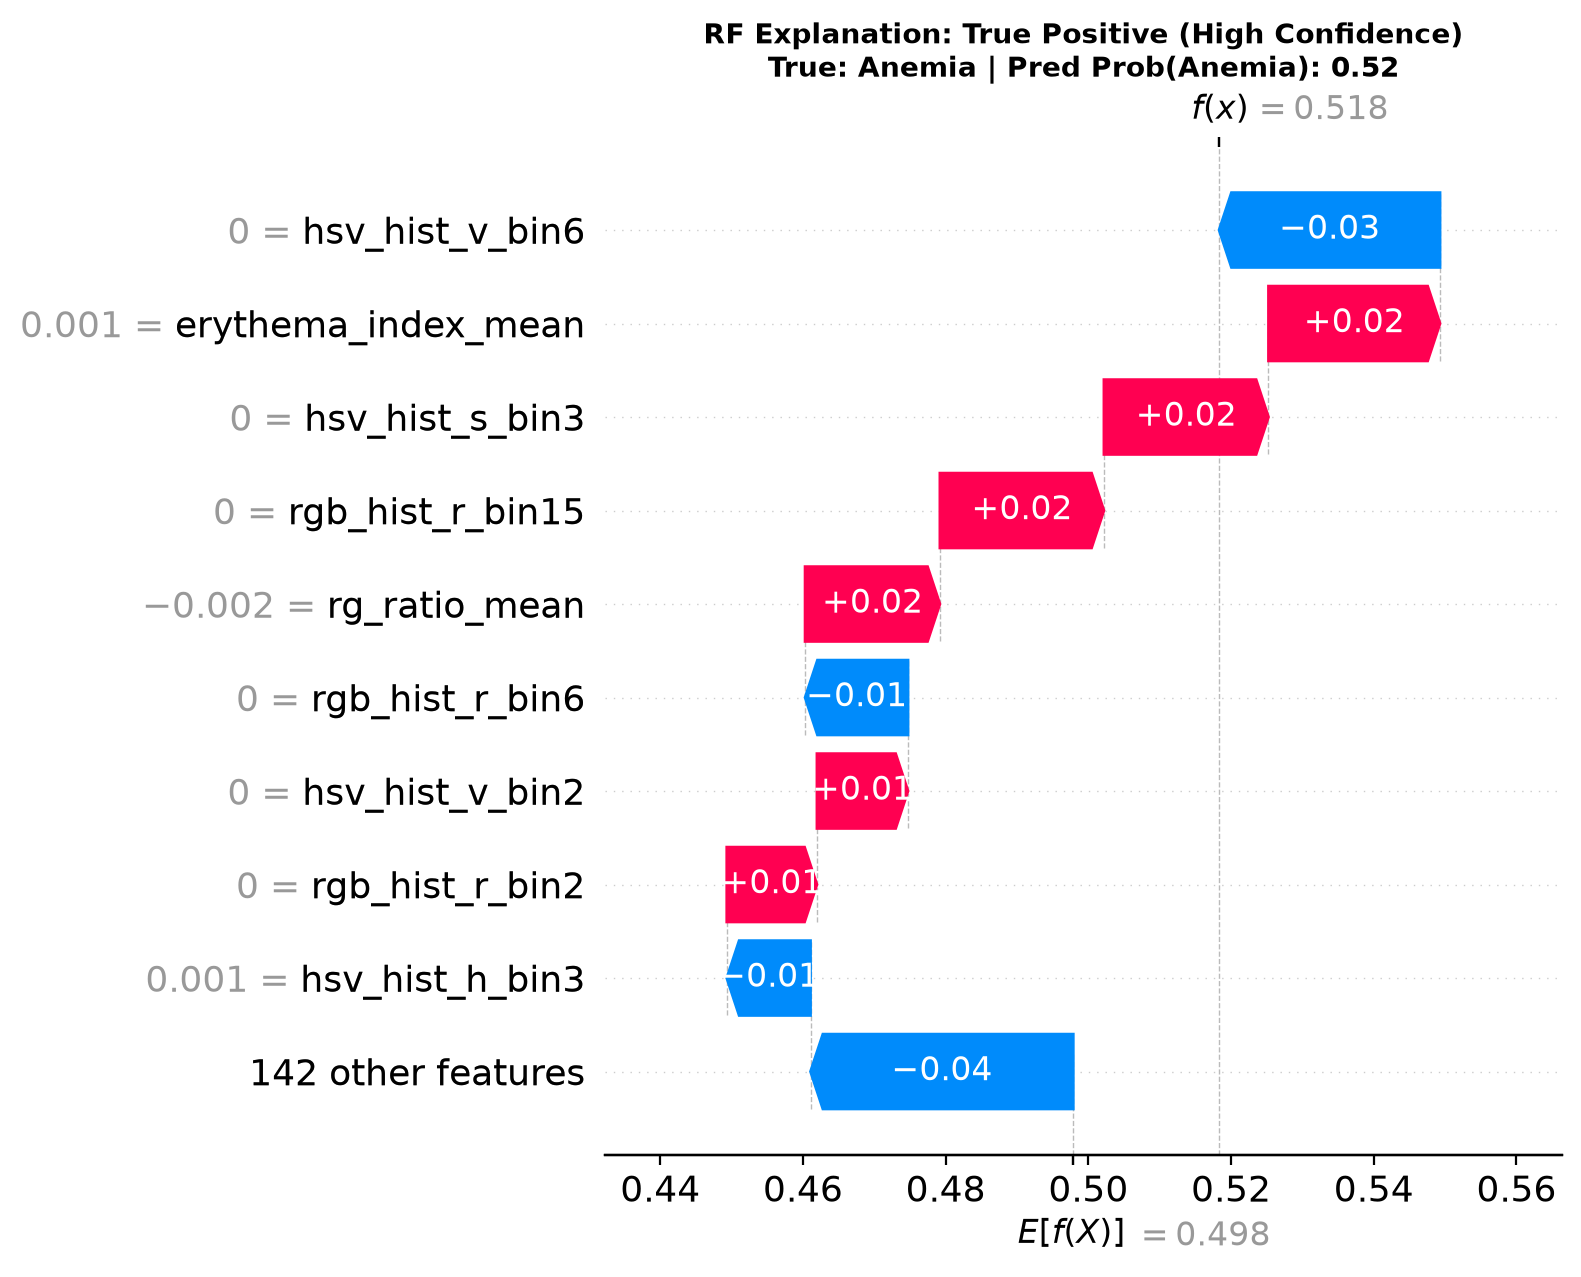 RF Explanation: True Positive (High Confidence)
True: Anemia | Pred Prob(Anemia): 0.52
f(x) = 0.518
0 = hsv_hist_v_bin6 −0.03
0.001 = erythema_index_mean +0.02
0 = hsv_hist_s_bin3 +0.02
0 = rgb_hist_r_bin15 +0.02
−0.002 = rg_ratio_mean +0.02
0 = rgb_hist_r_bin6 −0.01
0 = hsv_hist_v_bin2 +0.01
0 = rgb_hist_r_bin2 +0.01
0.001 = hsv_hist_h_bin3 −0.01
142 other features −0.04
0.44 0.46 0.48 0.50 0.52 0.54 0.56
E[f(X)] = 0.498